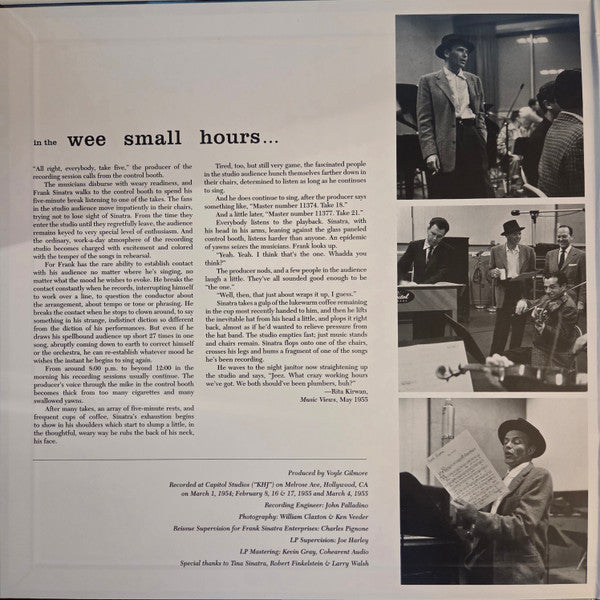 in the wee small hours...
"All right, everybody, take five," the producer of the
recording session calls from the control booth.
The musicians disburse with weary readiness, and
Frank Sinatra walks to the control booth to spend his
five-minute break listening to one of the takes. The fans
in the studio audience move impatiently in their chairs,
trying not to lose sight of Sinatra. From the time they
enter the studio until they regretfully leave, the audience
remains keyed to very special level of enthusiasm. And
the ordinary, work-a-day atmosphere of the recording
studio becomes charged with excitement and colored
with the temper of the songs in rehearsal.
For Frank has the rare ability to establish contact
with his audience no matter where he's singing, no
matter what the mood he wishes to evoke. He breaks the
contact constantly when he records, interrupting himself
to work over a line, to question the conductor about
the arrangement, about tempo or tone or phrasing. He
breaks the contact when he stops to clown around, to say
something in his strange, indistinct diction so different
from the diction of his performances. But even if he
draws his spellbound audience up short 27 times in one
song, abruptly coming down to earth to correct himself
or the orchestra, he can re-establish whatever mood he
wishes the instant he begins to sing again.
From around 8:00 p.m. to beyond 12:00 in the
morning his recording sessions usually continue. The
producer's voice through the mike in the control booth
becomes thick from too many cigarettes and many
swallowed yawns.
After many takes, an array of five-minute rests, and
frequent cups of coffee, Sinatra's exhaustion begins
to show in his shoulders which start to slump a little, in
the thoughtful, weary way he rubs the back of his neck,
his face.
Tired, too, but still very game, the fascinated people
in the studio audience hunch themselves farther down in
their chairs, determined to listen as long as he continues
to sing.
And he does continue to sing, after the producer says
something like, "Master number 11374. Take 18."
And a little later, "Master number 11377. Take 21."
Everybody listens to the playback. Sinatra, with
his head in his arms, leaning against the glass paneled
control booth, listens harder than anyone. An epidemic
of yawns seizes the musicians. Frank looks up.
"Yeah. Yeah. I think that's the one. Whadda you
think?"
The producer nods, and a few people in the audience
laugh a little. They've all sounded good enough to be
"the one."
"Well, then, that just about wraps it up, I guess."
Sinatra takes a gulp of the lukewarm coffee remaining
in the cup most recently handed to him, and then he lifts
the inevitable hat from his head a little, and plops it right
back, almost as if he'd wanted to relieve pressure from
the hat band. The studio empties fast; just music stands
and chairs remain. Sinatra flops onto one of the chairs,
crosses his legs and hums a fragment of one of the songs
he's been recording.
He waves to the night janitor now straightening up
the studio and says, "Jeez. What crazy working hours
we've got. We both should've been plumbers, huh?"
—Rita Kirwan,
Music Views, May 1955
Produced by Voyle Gilmore
Recorded at Capitol Studios ("KHJ") on Melrose Ave, Hollywood, CA
on March 1, 1954; February 8, 16 & 17, 1955 and March 4, 1955
Recording Engineer: John Palladino
Photography: William Claxton & Ken Veeder
Reissue Supervision for Frank Sinatra Enterprises: Charles Pignone
LP Supervision: Joe Harley
LP Mastering: Kevin Gray, Cohearent Audio
Special thanks to Tina Sinatra, Robert Finkelstein & Larry Walsh